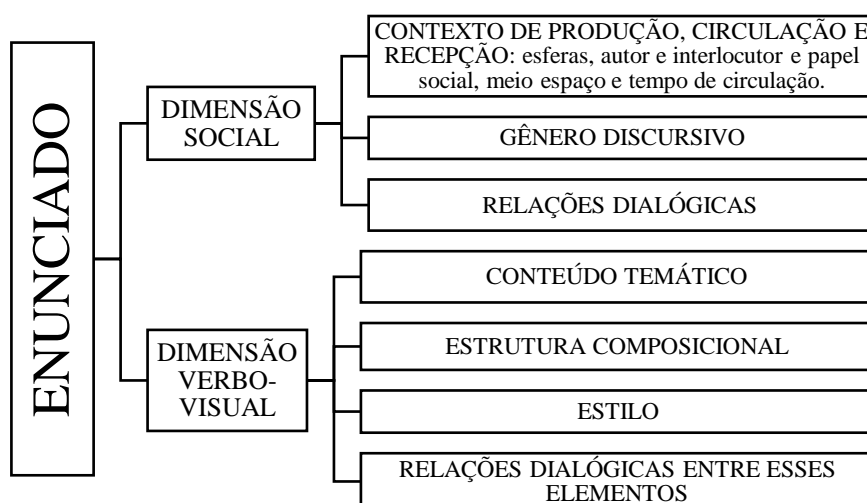 ENUNCIADO
DIMENSÃO
SOCIAL
CONTEXTO DE PRODUÇÃO, CIRCULAÇÃO E
RECEPÇÃO: esferas, autor e interlocutor e papel
social, meio espaço e tempo de circulação.
GÊNERO DISCURSIVO
RELAÇÕES DIALÓGICAS
DIMENSÃO
VERBO-
VISUAL
CONTEÚDO TEMÁTICO
ESTRUTURA COMPOSICIONAL
ESTILO
RELAÇÕES DIALÓGICAS ENTRE ESSES
ELEMENTOS